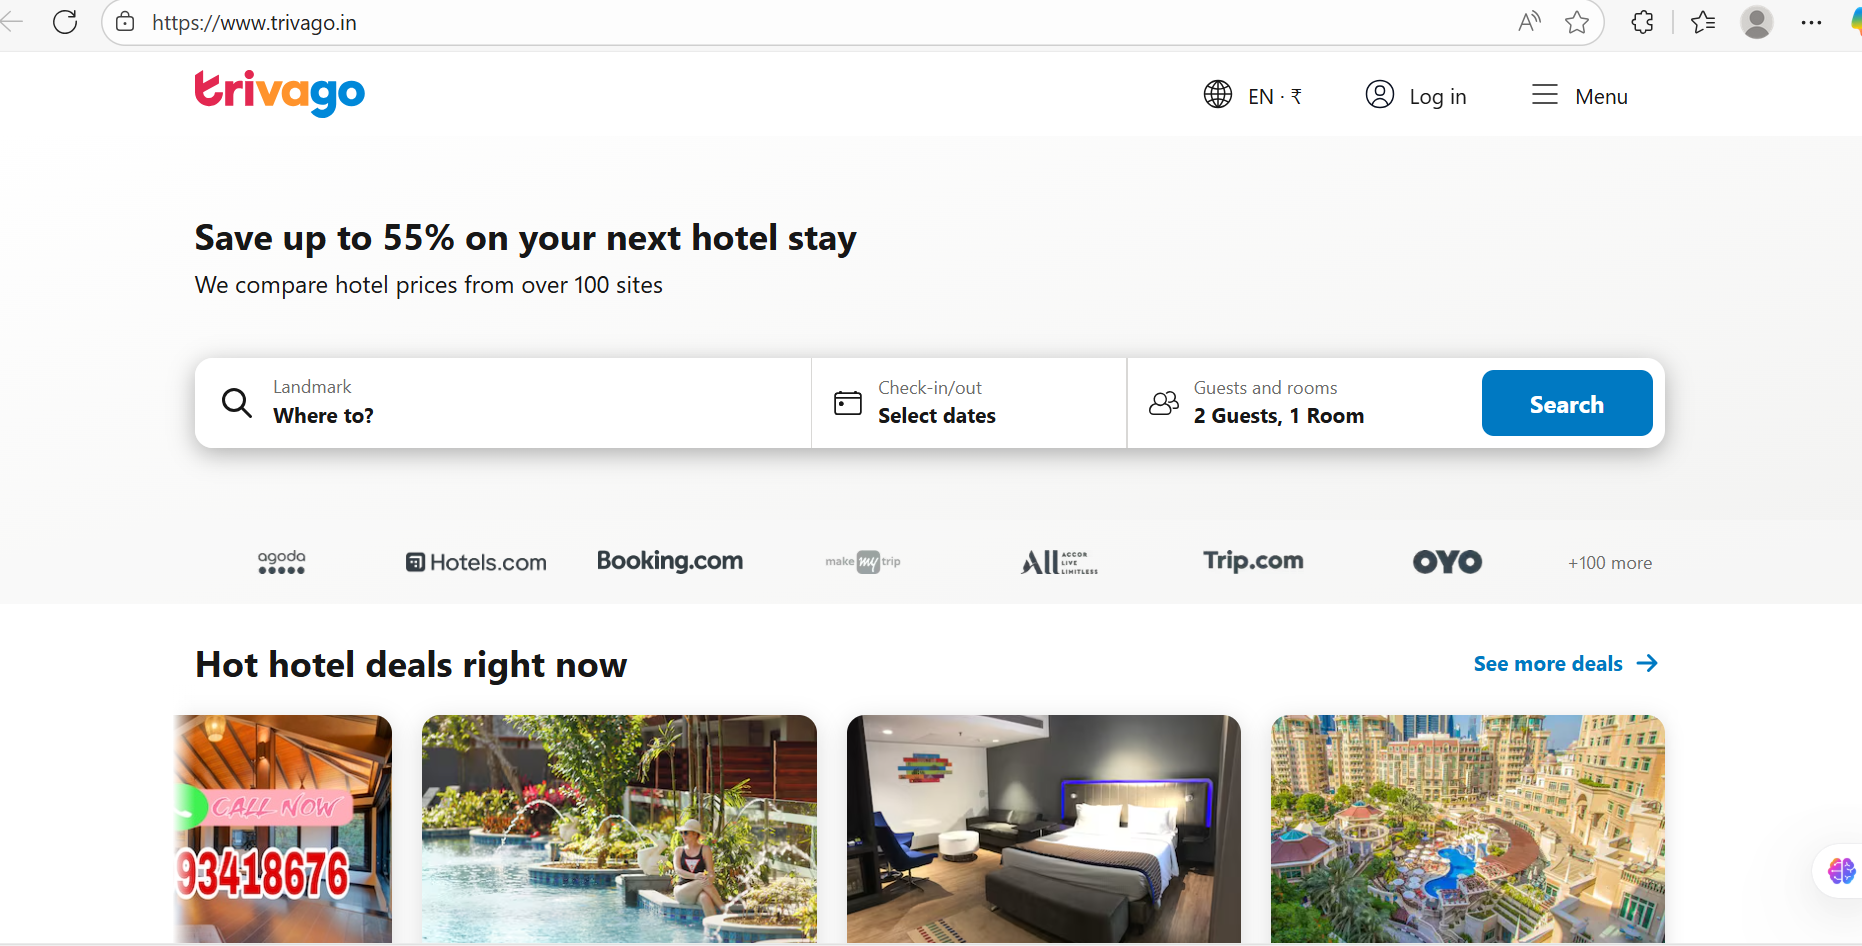 https://www.trivago.in
trivago
EN · ₹
Log in
Menu
Save up to 55% on your next hotel stay
We compare hotel prices from over 100 sites
Landmark
Where to?
Check-in/out
Select dates
Guests and rooms
2 Guests, 1 Room
Search
agoda
Hotels.com
Booking.com
make my trip
ALL ACCOR LIVE LIMITLESS
Trip.com
OYO
+100 more
Hot hotel deals right now
See more deals
CALL NOW
93418676